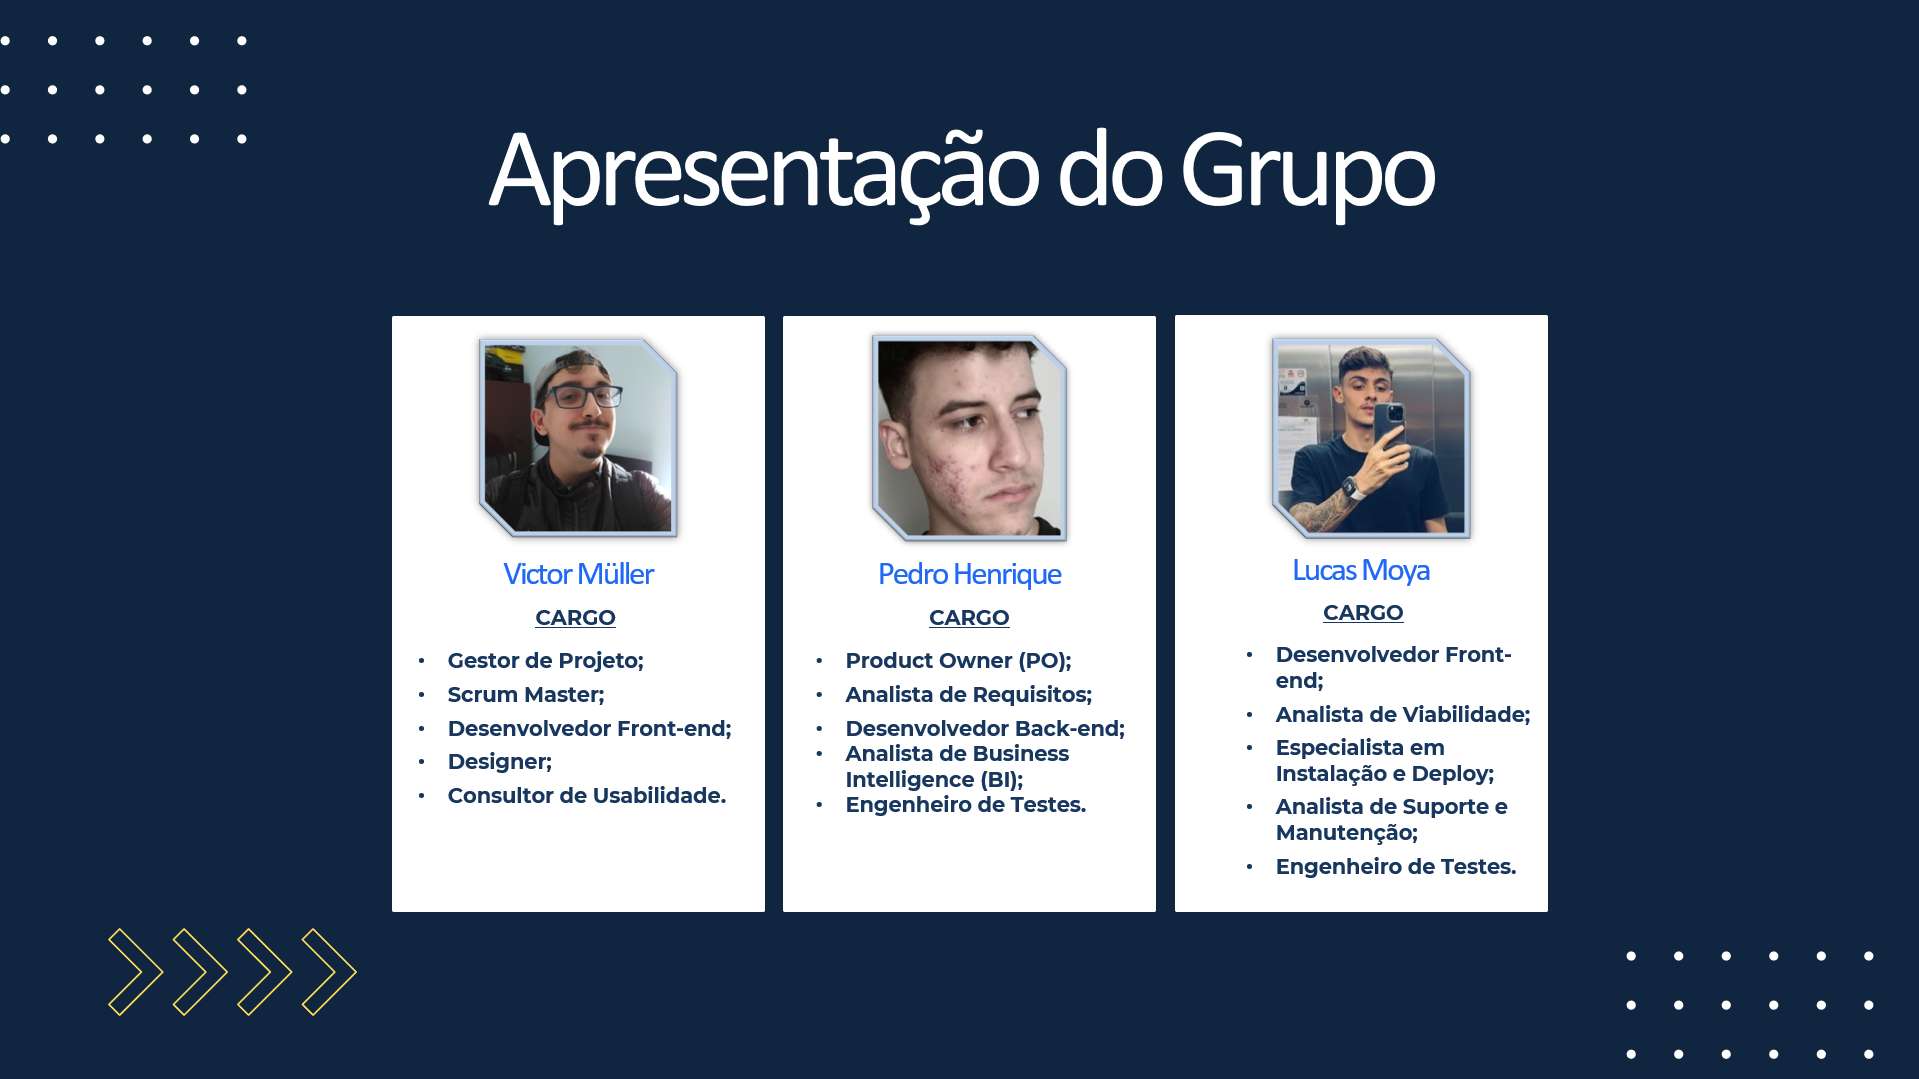 Apresentação do Grupo
Victor Müller
CARGO
• Gestor de Projeto;
• Scrum Master;
• Desenvolvedor Front-end;
• Designer;
• Consultor de Usabilidade.
Pedro Henrique
CARGO
• Product Owner (PO);
• Analista de Requisitos;
• Desenvolvedor Back-end;
• Analista de Business
Intelligence (BI);
• Engenheiro de Testes.
Lucas Moya
CARGO
• Desenvolvedor Front-
end;
• Analista de Viabilidade;
• Especialista em
Instalação e Deploy;
• Analista de Suporte e
Manutenção;
• Engenheiro de Testes.